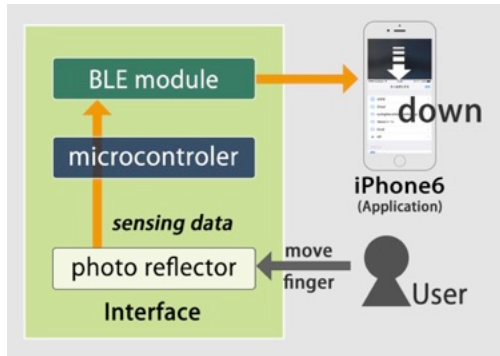 BLE module
microcontroler
sensing data
photo reflector
Interface
down
iPhone6
(Application)
move
finger
User